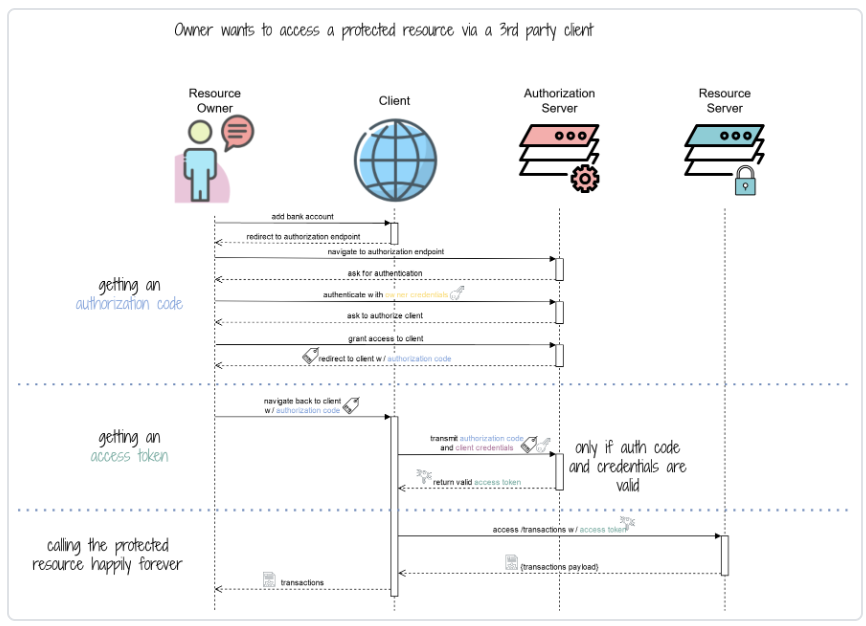 Owner wants to access a protected resource via a 3rd party client
Resource
Owner
Client
Authorization
Server
Resource
Server
add bank account
redirect to authorization endpoint
navigate to authorization endpoint
ask for authentication
getting an
authorization code
authenticate with owner credentials
ask to authorize client
grant access to client
redirect to client w/ authorization code
navigate back to client
w/ authorization code
getting an
access token
transmit authorization code
and client credentials
only if auth code
and credentials are
valid
return valid access token
access /transactions w/ access token
calling the protected
resource happily forever
{transactions payload}
transactions